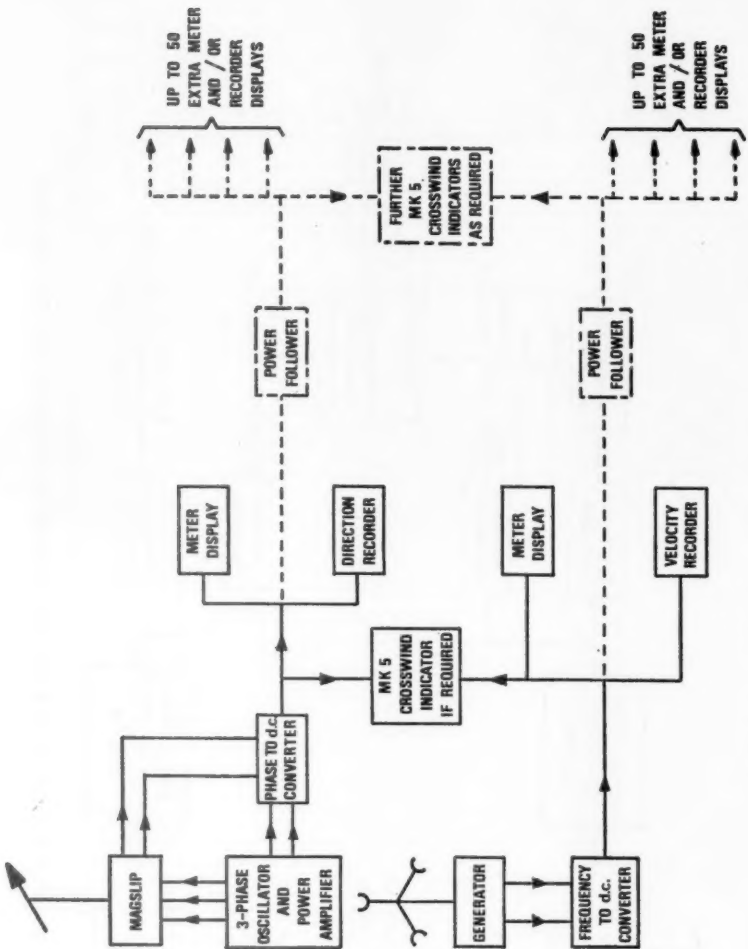 MAGSLIP
3-PHASE
OSCILLATOR
AND
POWER
AMPLIFIER
PHASE TO d.c.
CONVERTER
METER
DISPLAY
DIRECTION
RECORDER
POWER
FOLLOWER
UP TO 50
EXTRA METER
AND / OR
RECORDER
DISPLAYS
MK 5
CROSSWIND
INDICATOR
IF REQUIRED
FURTHER
MK 5
CROSSWIND
INDICATORS
AS REQUIRED
GENERATOR
FREQUENCY
TO d.c.
CONVERTER
METER
DISPLAY
VELOCITY
RECORDER
POWER
FOLLOWER
UP TO 50
EXTRA METER
AND / OR
RECORDER
DISPLAYS